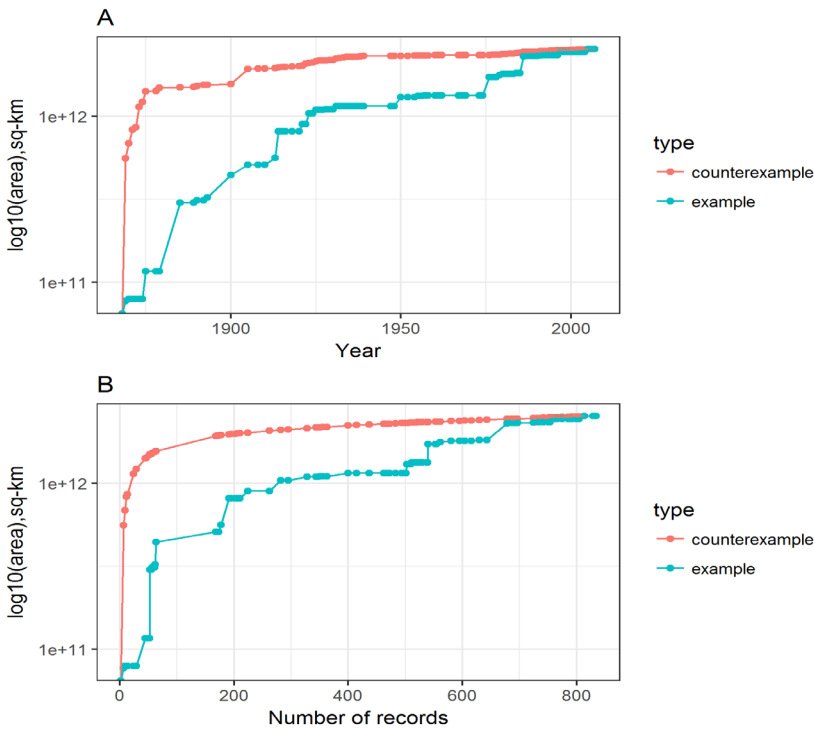 A
log10(area),sq-km
1e+12
1e+11
1900
1950
2000
Year
type
counterexample
example
B
log10(area),sq-km
1e+12
1e+11
0
200
400
600
800
Number of records
type
counterexample
example